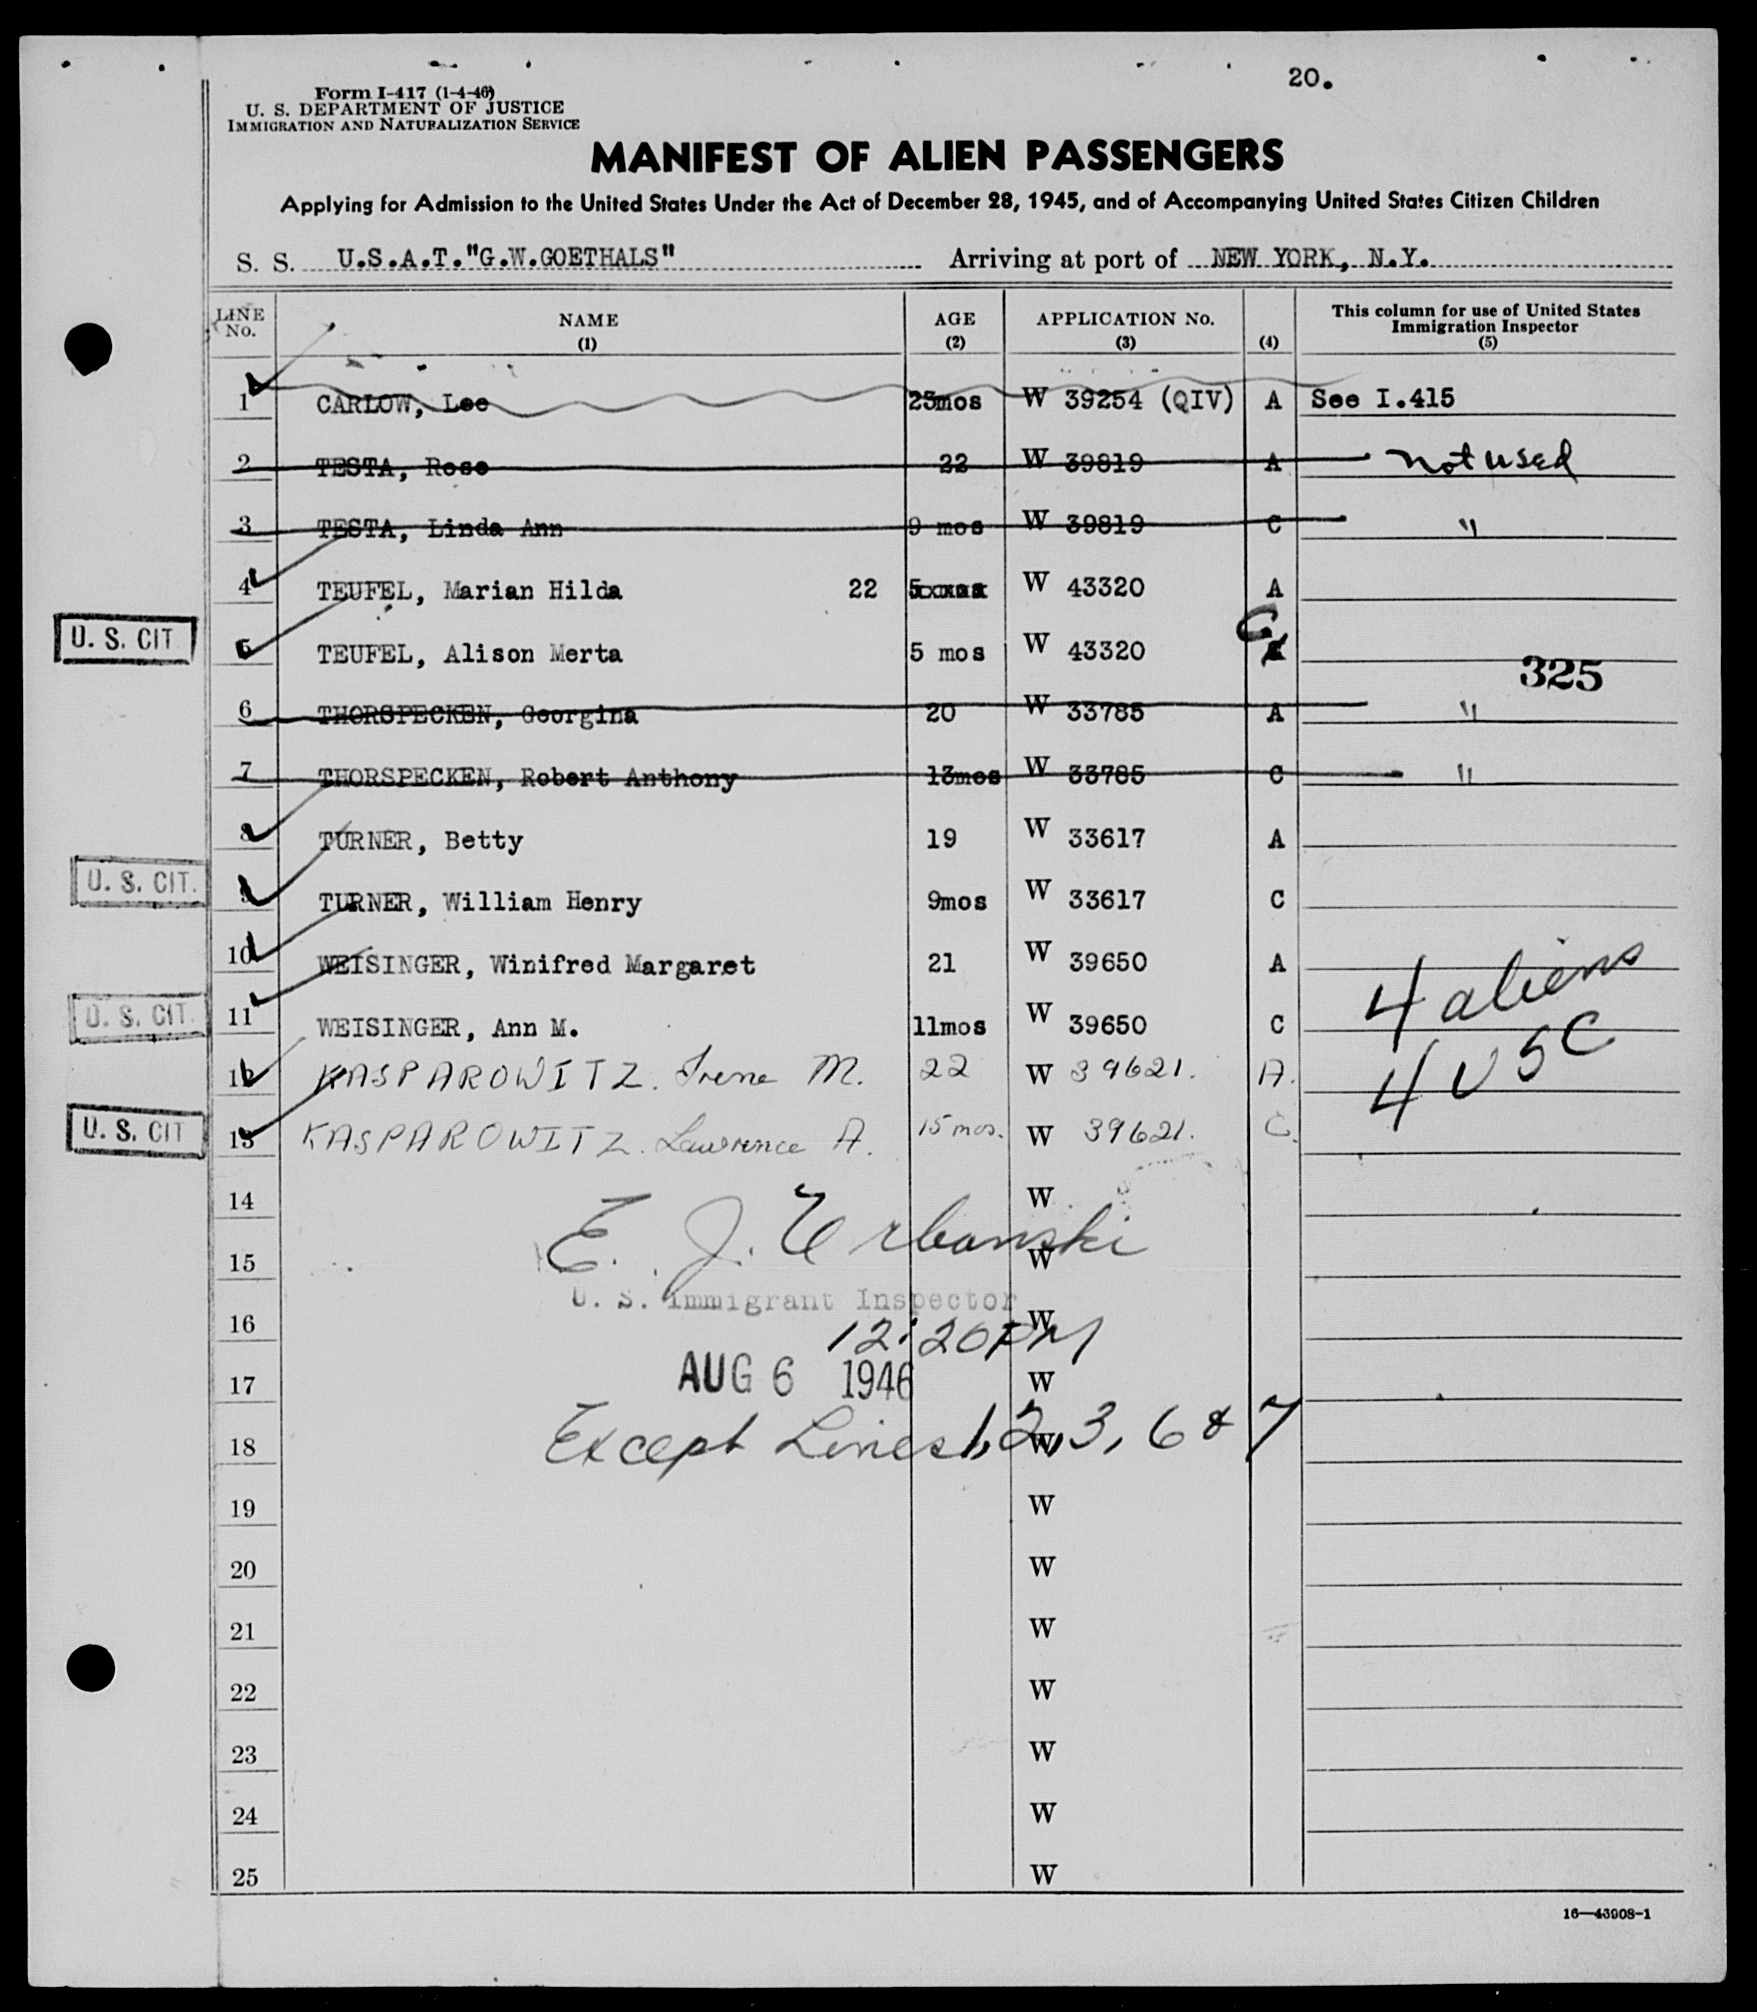 20.
Form I-417 (1-4-46)
U. S. DEPARTMENT OF JUSTICE
IMMIGRATION AND NATURALIZATION SERVICE
MANIFEST OF ALIEN PASSENGERS
Applying for Admission to the United States Under the Act of December 28, 1945, and of Accompanying United States Citizen Children
S. S. U.S.A.T."G.W.GOETHALS" Arriving at port of NEW YORK, N.Y.
LINE No. NAME (1) AGE (2) APPLICATION No. (3) (4) This column for use of United States Immigration Inspector (5)
1 CARLOW, Lee 25mos W 39254 (QIV) A See I.415
2 TESTA, Rose 22 W 39819 A not used
3 TESTA, Linda Ann 9 mos W 39819 C "
4 TEUFEL, Marian Hilda 22 W 43320 A
U. S. CIT 5 TEUFEL, Alison Merta 5 mos W 43320 C
325
6 THORSPECKEN, Georgina 20 W 33785 A "
7 THORSPECKEN, Robert Anthony 13mos W 33785 C "
8 TURNER, Betty 19 W 33617 A
U. S. CIT. 9 TURNER, William Henry 9mos W 33617 C
10 WEISINGER, Winifred Margaret 21 W 39650 A
4 aliens
U. S. CIT. 11 WEISINGER, Ann M. 11mos W 39650 C
4 USC
12 KASPAROWITZ. Irene M. 22 W 39621. A.
U. S. CIT 13 KASPAROWITZ. Lawrence A. 15 mos. W 39621. C.
14 W
E. J. Urbanski
15 W
U. S. Immigrant Inspector
16 W
12:20 PM
AUG 6 1946
17 W
Except Lines 1, 2, 3, 6 & 7
18 W
19 W
20 W
21 W
22 W
23 W
24 W
25 W
16—43908-1